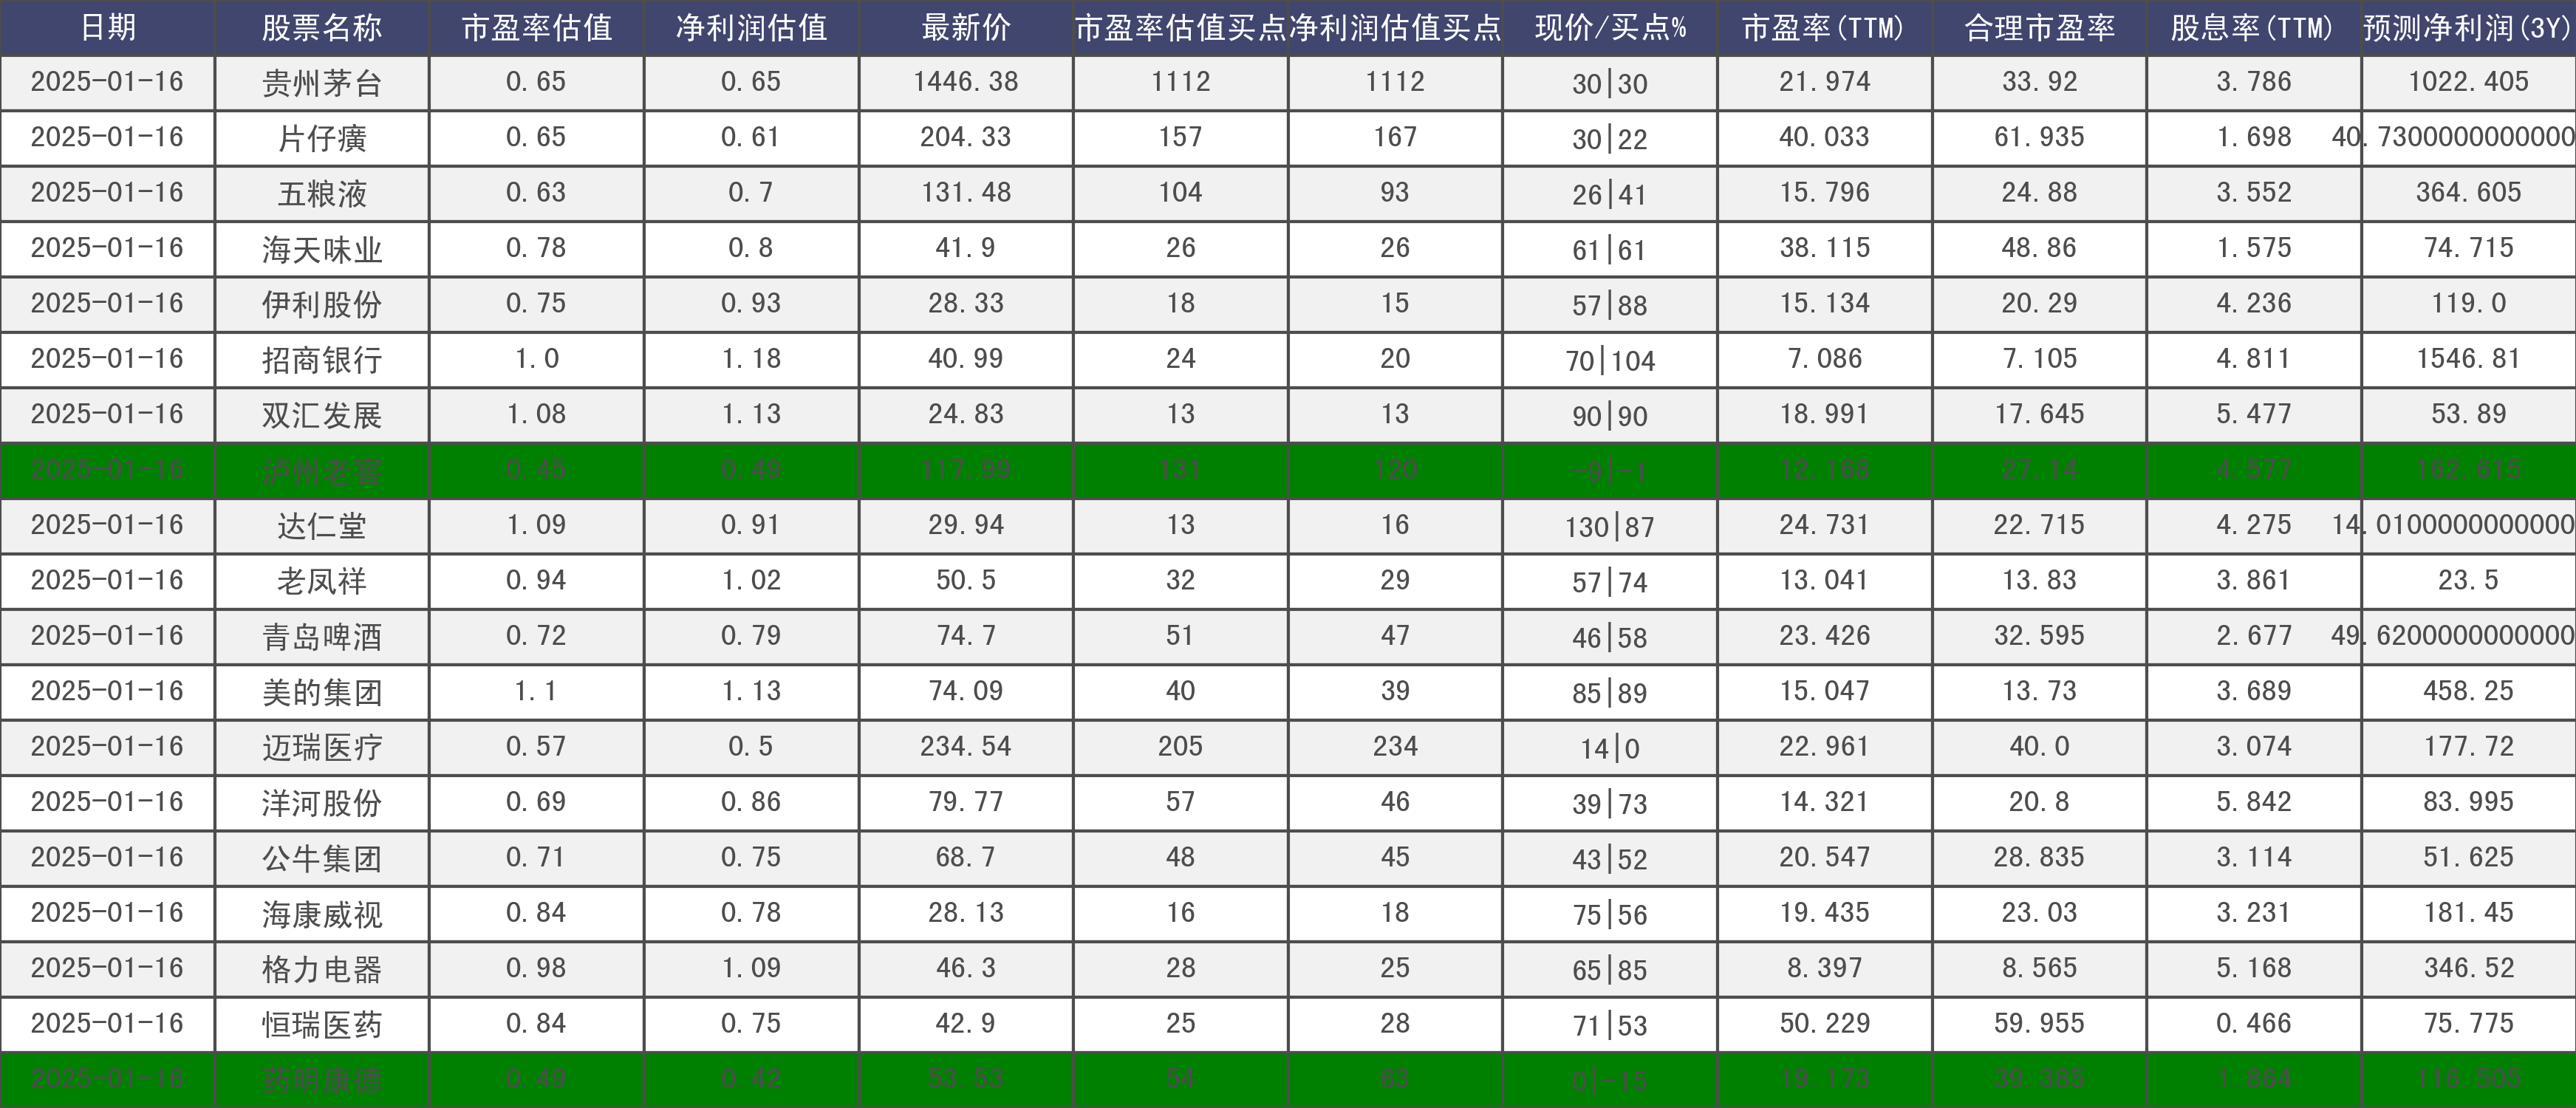 日期 股票名称 市盈率估值 净利润估值 最新价 市盈率估值买点 净利润估值买点 现价/买点% 市盈率(TTM) 合理市盈率 股息率(TTM) 预测净利润(3Y)
2025-01-16 贵州茅台 0.65 0.65 1446.38 1112 1112 30|30 21.974 33.92 3.786 1022.405
2025-01-16 片仔癀 0.65 0.61 204.33 157 167 30|22 40.033 61.935 1.698 40.7300000000000
2025-01-16 五粮液 0.63 0.7 131.48 104 93 26|41 15.796 24.88 3.552 364.605
2025-01-16 海天味业 0.78 0.8 41.9 26 26 61|61 38.115 48.86 1.575 74.715
2025-01-16 伊利股份 0.75 0.93 28.33 18 15 57|88 15.134 20.29 4.236 119.0
2025-01-16 招商银行 1.0 1.18 40.99 24 20 70|104 7.086 7.105 4.811 1546.81
2025-01-16 双汇发展 1.08 1.13 24.83 13 13 90|90 18.991 17.645 5.477 53.89
2025-01-16 泸州老窖 0.45 0.49 117.99 131 120 -9|-1 12.168 27.14 4.577 162.615
2025-01-16 达仁堂 1.09 0.91 29.94 13 16 130|87 24.731 22.715 4.275 14.0100000000000
2025-01-16 老凤祥 0.94 1.02 50.5 32 29 57|74 13.041 13.83 3.861 23.5
2025-01-16 青岛啤酒 0.72 0.79 74.7 51 47 46|58 23.426 32.595 2.677 49.6200000000000
2025-01-16 美的集团 1.1 1.13 74.09 40 39 85|89 15.047 13.73 3.689 458.25
2025-01-16 迈瑞医疗 0.57 0.5 234.54 205 234 14|0 22.961 40.0 3.074 177.72
2025-01-16 洋河股份 0.69 0.86 79.77 57 46 39|73 14.321 20.8 5.842 83.995
2025-01-16 公牛集团 0.71 0.75 68.7 48 45 43|52 20.547 28.835 3.114 51.625
2025-01-16 海康威视 0.84 0.78 28.13 16 18 75|56 19.435 23.03 3.231 181.45
2025-01-16 格力电器 0.98 1.09 46.3 28 25 65|85 8.397 8.565 5.168 346.52
2025-01-16 恒瑞医药 0.84 0.75 42.9 25 28 71|53 50.229 59.955 0.466 75.775
2025-01-16 药明康德 0.49 0.42 53.53 54 63 0|-15 19.173 39.385 1.864 116.505